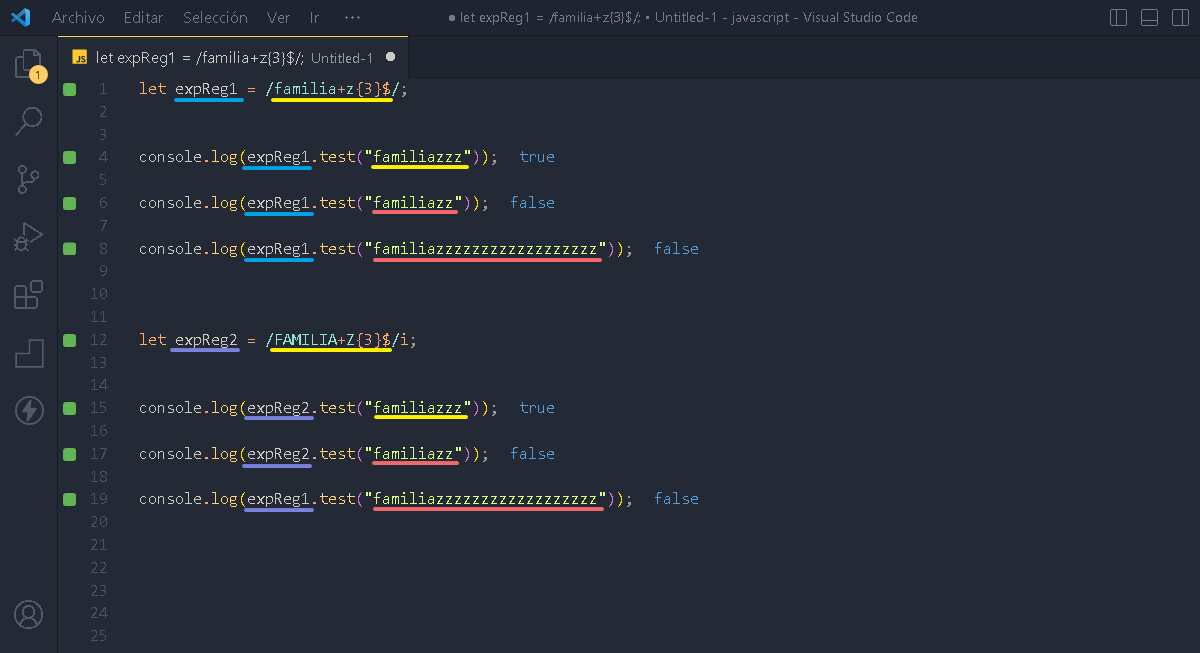 Archivo Editar Selección Ver Ir ··· ● let expReg1 = /familia+z{3}$/; • Untitled-1 - javascript - Visual Studio Code
JS let expReg1 = /familia+z{3}$/; Untitled-1 ●
1
1 let expReg1 = /familia+z{3}$/;
2
3
4 console.log(expReg1.test("familiazzz")); true
5
6 console.log(expReg1.test("familiazz")); false
7
8 console.log(expReg1.test("familiazzzzzzzzzzzzzzzzzz")); false
9
10
11
12 let expReg2 = /FAMILIA+Z{3}$/i;
13
14
15 console.log(expReg2.test("familiazzz")); true
16
17 console.log(expReg2.test("familiazz")); false
18
19 console.log(expReg1.test("familiazzzzzzzzzzzzzzzzzz")); false
20
21
22
23
24
25